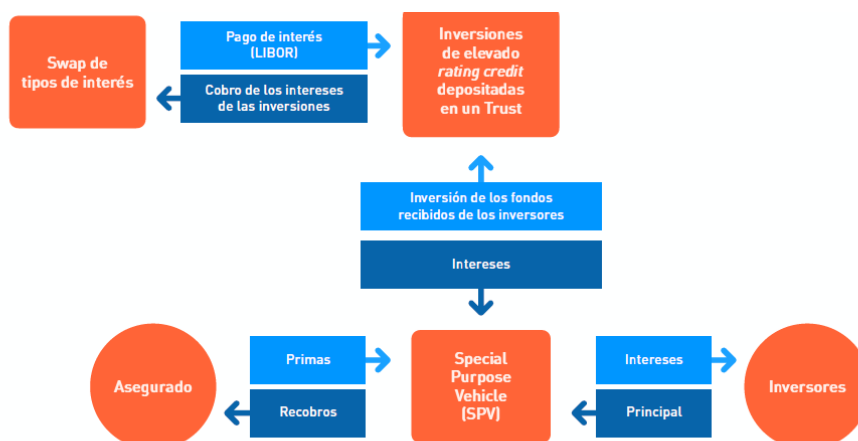 Swap de
tipos de interés
Pago de interés
(LIBOR)
Cobro de los intereses
de las inversiones
Inversiones
de elevado
rating credit
depositadas
en un Trust
Inversión de los fondos
recibidos de los inversores
Intereses
Asegurado
Primas
Recobros
Special
Purpose
Vehicle
(SPV)
Intereses
Principal
Inversores